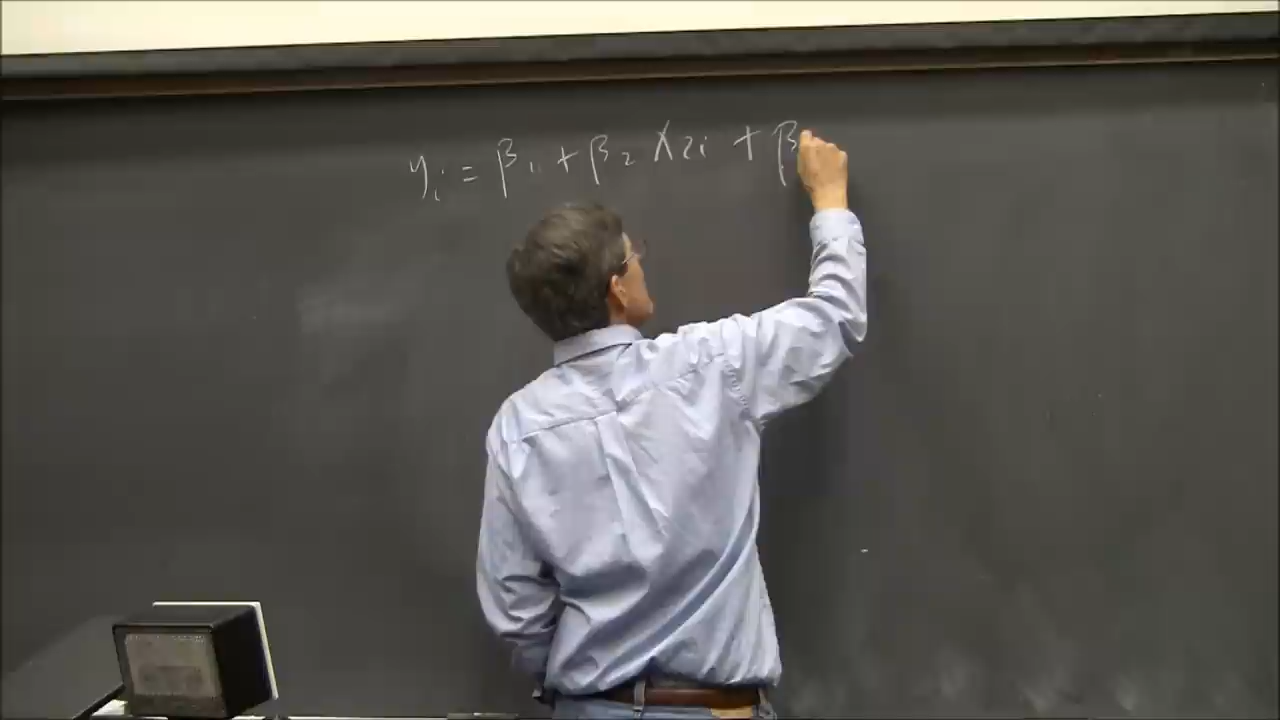 yi = β1 + β2 X2i + β